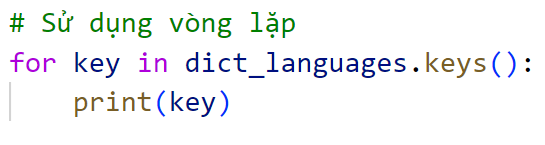 # Sử dụng vòng lặp
for key in dict_languages.keys():
    print(key)